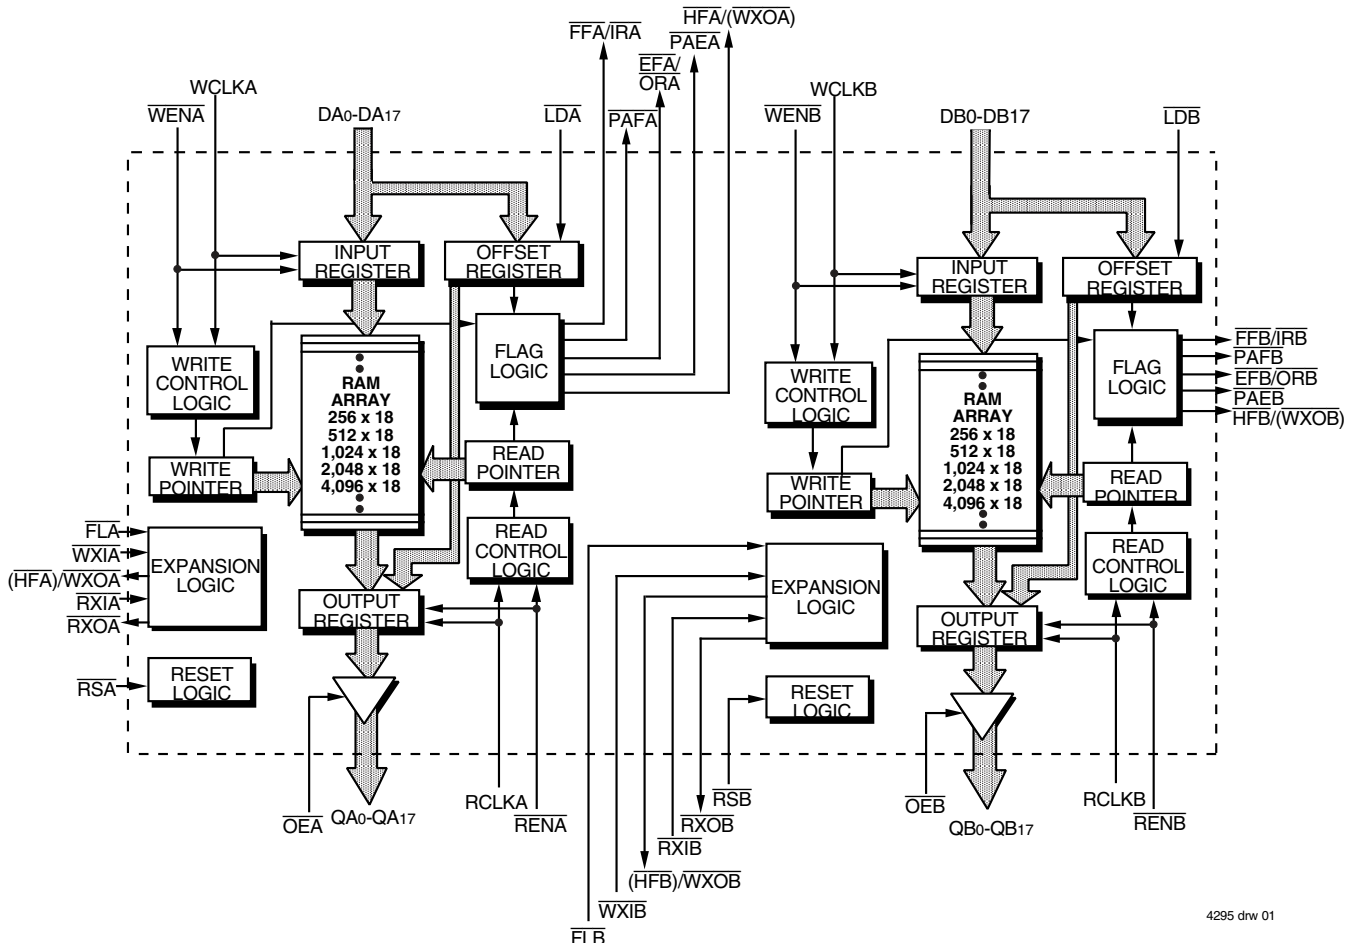 HFA/(WXOA)
FFA/IRA
PAEA
EFA/
ORA
WCLKA
WENA
DA0-DA17
LDA
PAFA
WCLKB
WENB
DB0-DB17
LDB
INPUT
REGISTER
OFFSET
REGISTER
INPUT
REGISTER
OFFSET
REGISTER
WRITE
CONTROL
LOGIC
RAM
ARRAY
256 x 18
512 x 18
1,024 x 18
2,048 x 18
4,096 x 18
FLAG
LOGIC
WRITE
CONTROL
LOGIC
RAM
ARRAY
256 x 18
512 x 18
1,024 x 18
2,048 x 18
4,096 x 18
FLAG
LOGIC
FFB/IRB
PAFB
EFB/ORB
PAEB
HFB/(WXOB)
WRITE
POINTER
READ
POINTER
WRITE
POINTER
READ
POINTER
FLA
WXIA
(HFA)/WXOA
RXIA
RXOA
EXPANSION
LOGIC
READ
CONTROL
LOGIC
EXPANSION
LOGIC
READ
CONTROL
LOGIC
OUTPUT
REGISTER
OUTPUT
REGISTER
RSA
RESET
LOGIC
RESET
LOGIC
OEA
QA0-QA17
RCLKA
RENA
RSB
RXOB
RXIB
(HFB)/WXOB
WXIB
FLB
OEB
QB0-QB17
RCLKB
RENB
4295 drw 01